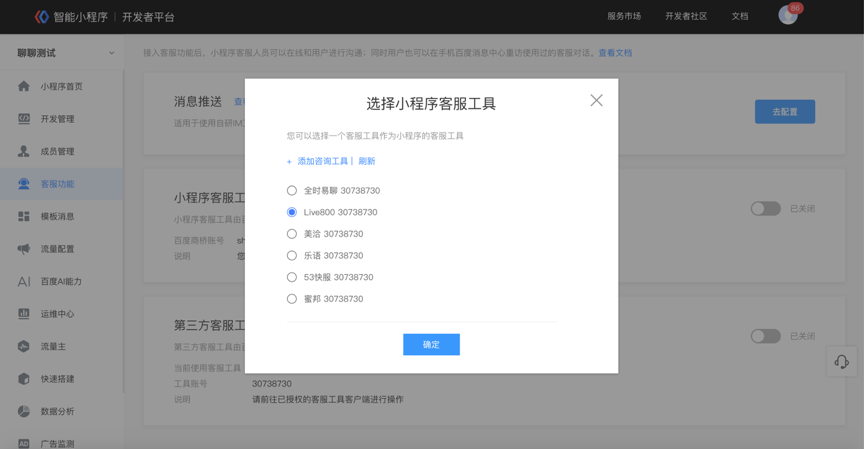 智能小程序 | 开发者平台
服务市场 开发者社区 文档 86
聊聊测试
接入客服功能后，小程序客服人员可以在线和用户进行沟通；同时用户也可以在手机百度消息中心重访使用过的客服对话。查看文档
小程序首页
开发管理
成员管理
客服功能
模板消息
流量配置
AI 百度AI能力
运维中心
流量主
快速搭建
数据分析
AD 广告监测
消息推送
适用于使用自研IM
去配置
小程序客服工
小程序客服工具由
百度商桥账号 sh
说明 您
已关闭
第三方客服工
第三方客服工具由
当前使用客服工具
工具账号 30738730
说明 请前往已授权的客服工具客户端进行操作
已关闭
选择小程序客服工具
您可以选择一个客服工具作为小程序的客服工具
+ 添加咨询工具 | 刷新
全时易聊 30738730
Live800 30738730
美洽 30738730
乐语 30738730
53快服 30738730
蜜邦 30738730
确定